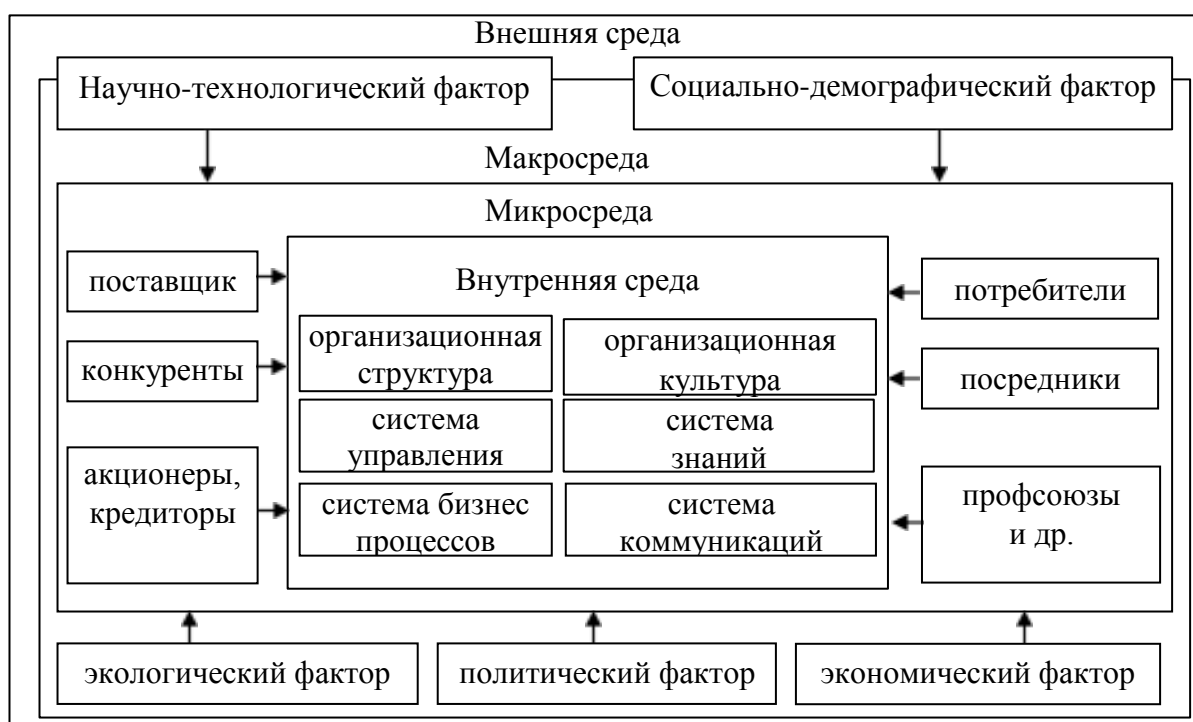 Внешняя среда
Научно-технологический фактор
Социально-демографический фактор
Макросреда
Микросреда
поставщик
конкуренты
акционеры,
кредиторы
Внутренняя среда
организационная
структура
организационная
культура
система
управления
система
знаний
система бизнес
процессов
система
коммуникаций
потребители
посредники
профсоюзы
и др.
экологический фактор
политический фактор
экономический фактор